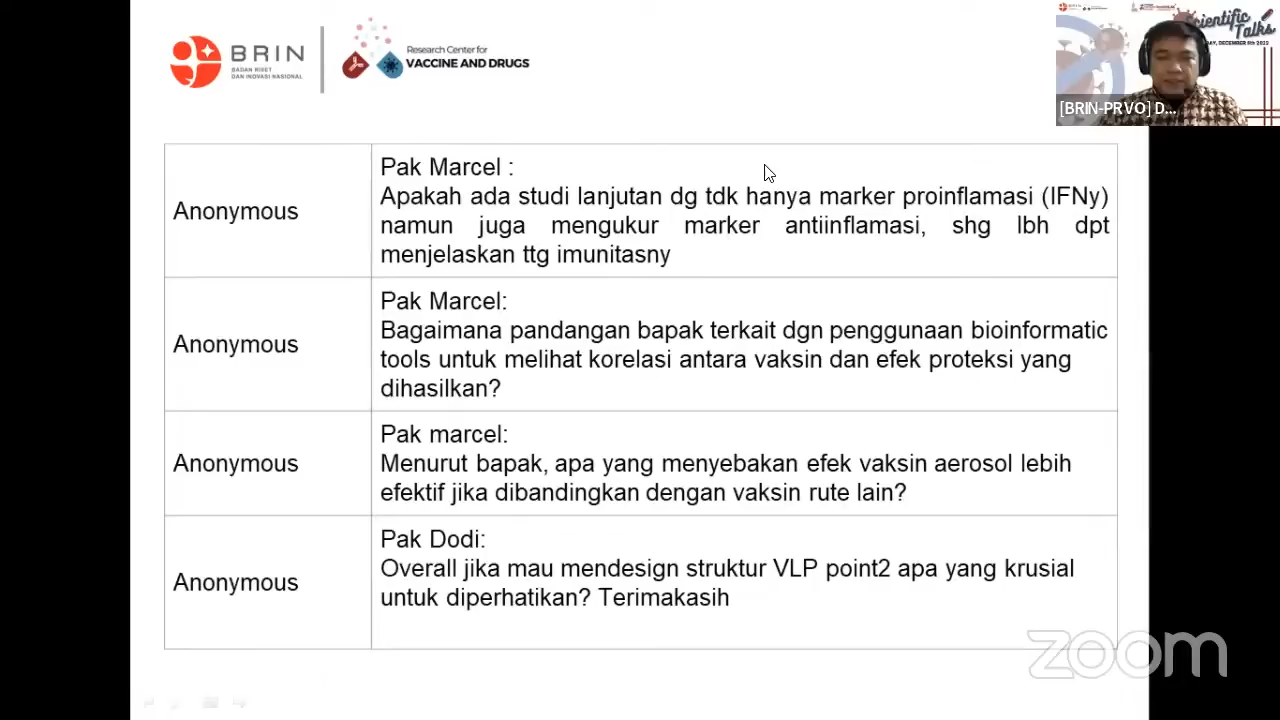 BRIN
BADAN RISET
DAN INOVASI NASIONAL
Research Center for
VACCINE AND DRUGS
Scientific
Talks
DAY, DECEMBER 8th 2022
[BRIN-PRVO] D...
Anonymous
Pak Marcel :
Apakah ada studi lanjutan dg tdk hanya marker proinflamasi (IFNy)
namun juga mengukur marker antiinflamasi, shg lbh dpt
menjelaskan ttg imunitasny
Anonymous
Pak Marcel:
Bagaimana pandangan bapak terkait dgn penggunaan bioinformatic
tools untuk melihat korelasi antara vaksin dan efek proteksi yang
dihasilkan?
Anonymous
Pak marcel:
Menurut bapak, apa yang menyebakan efek vaksin aerosol lebih
efektif jika dibandingkan dengan vaksin rute lain?
Anonymous
Pak Dodi:
Overall jika mau mendesign struktur VLP point2 apa yang krusial
untuk diperhatikan? Terimakasih
zoom